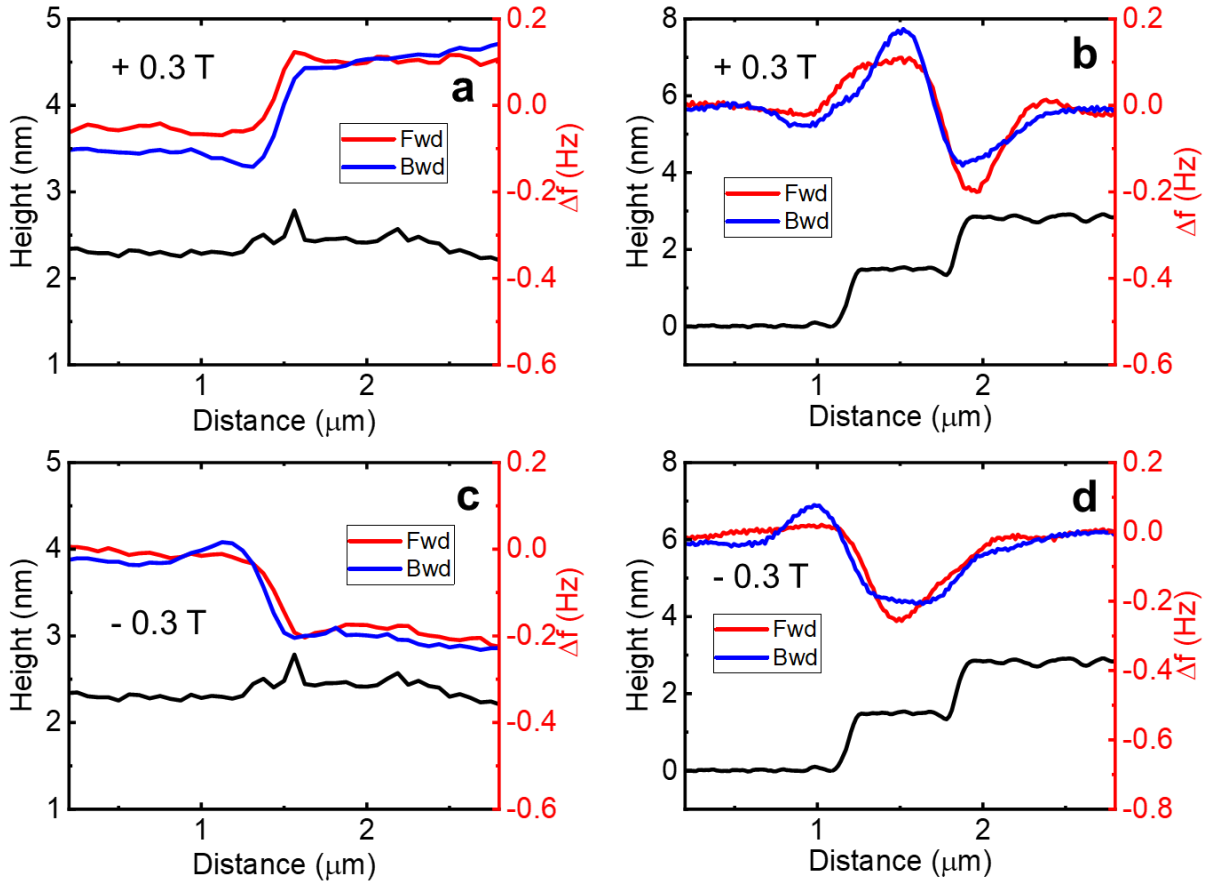 5
4
3
2
1
Height (nm)
+ 0.3 T
a
Fwd
Bwd
0.2
0.0
-0.2
-0.4
-0.6
Δf (Hz)
1
2
Distance (μm)
8
6
4
2
0
Height (nm)
+ 0.3 T
b
Fwd
Bwd
0.2
0.0
-0.2
-0.4
-0.6
Δf (Hz)
1
2
Distance (μm)
5
4
3
2
1
Height (nm)
- 0.3 T
c
Fwd
Bwd
0.2
0.0
-0.2
-0.4
-0.6
Δf (Hz)
1
2
Distance (μm)
8
6
4
2
0
Height (nm)
- 0.3 T
d
Fwd
Bwd
0.2
0.0
-0.2
-0.4
-0.6
-0.8
Δf (Hz)
1
2
Distance (μm)